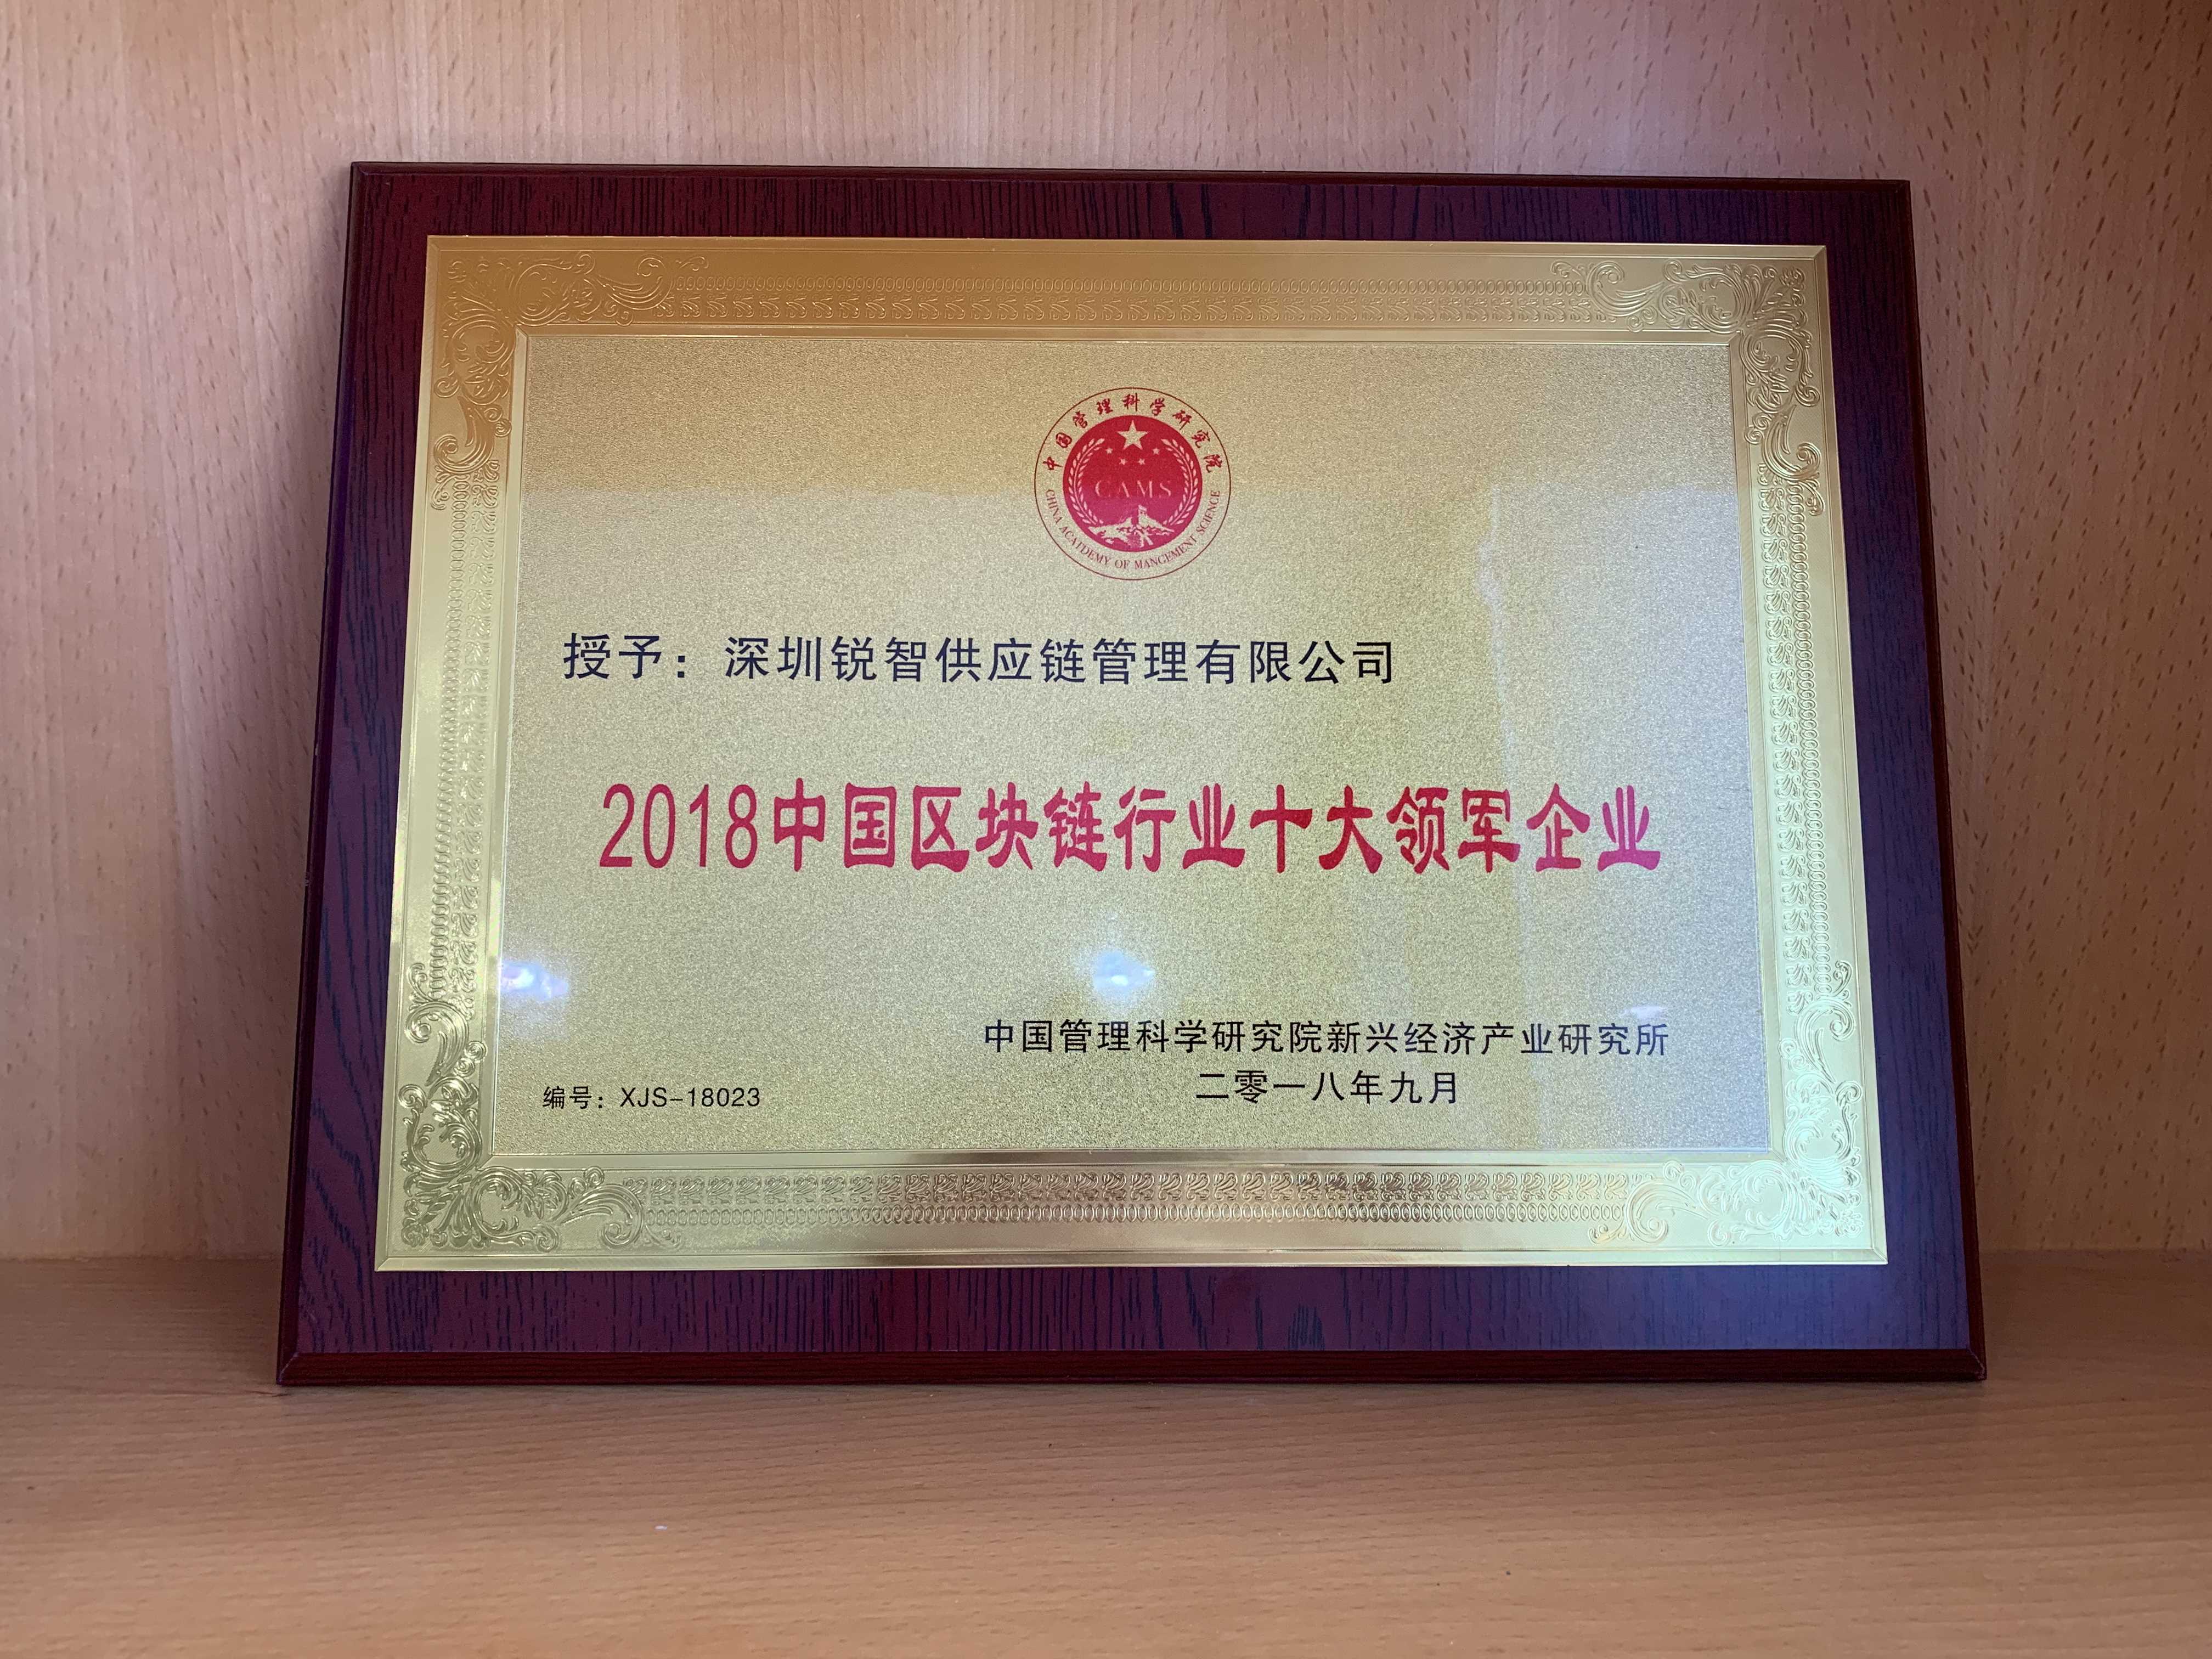 中国管理科学研究院
CAMS
CHINA ACATDEMY OF MANGEMENT SCIENCE
授予：深圳锐智供应链管理有限公司
2018中国区块链行业十大领军企业
中国管理科学研究院新兴经济产业研究所
二零一八年九月
编号：XJS-18023